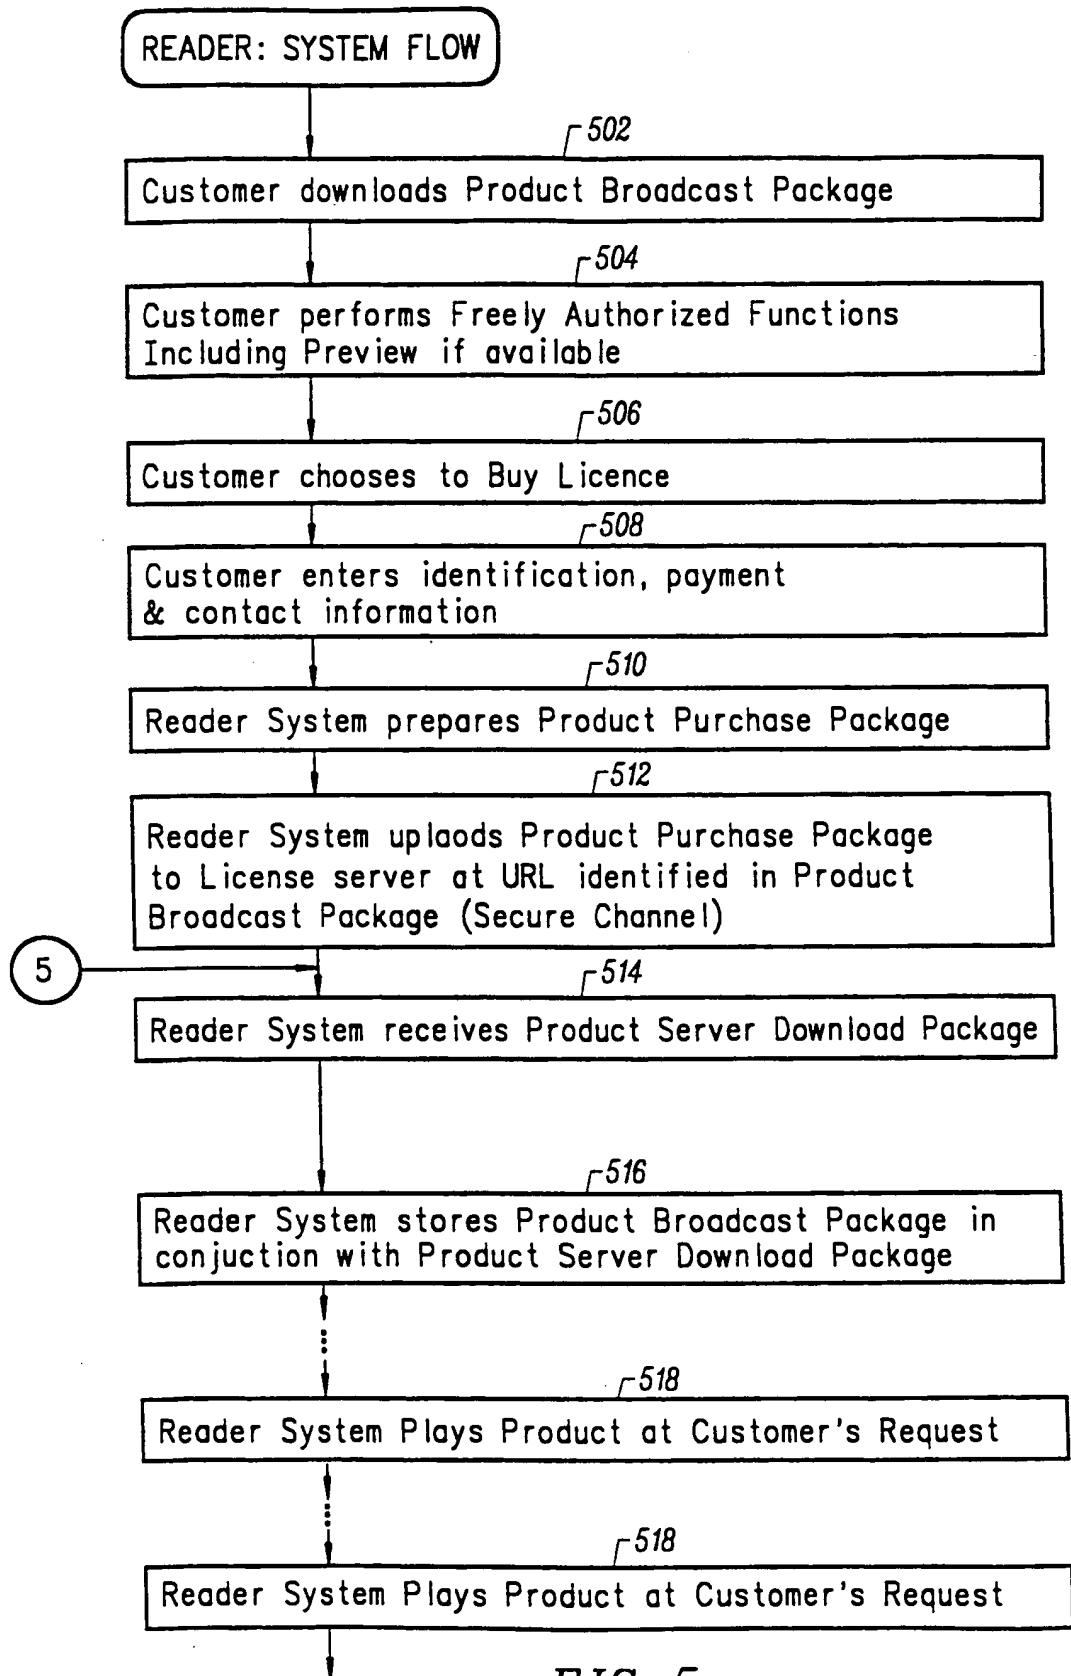 READER: SYSTEM FLOW
502
Customer downloads Product Broadcast Package
504
Customer performs Freely Authorized Functions
Including Preview if available
506
Customer chooses to Buy Licence
508
Customer enters identification, payment
& contact information
510
Reader System prepares Product Purchase Package
512
Reader System uplaods Product Purchase Package
to License server at URL identified in Product
Broadcast Package (Secure Channel)
5
514
Reader System receives Product Server Download Package
516
Reader System stores Product Broadcast Package in
conjuction with Product Server Download Package
518
Reader System Plays Product at Customer's Request
518
Reader System Plays Product at Customer's Request
FIG. 5